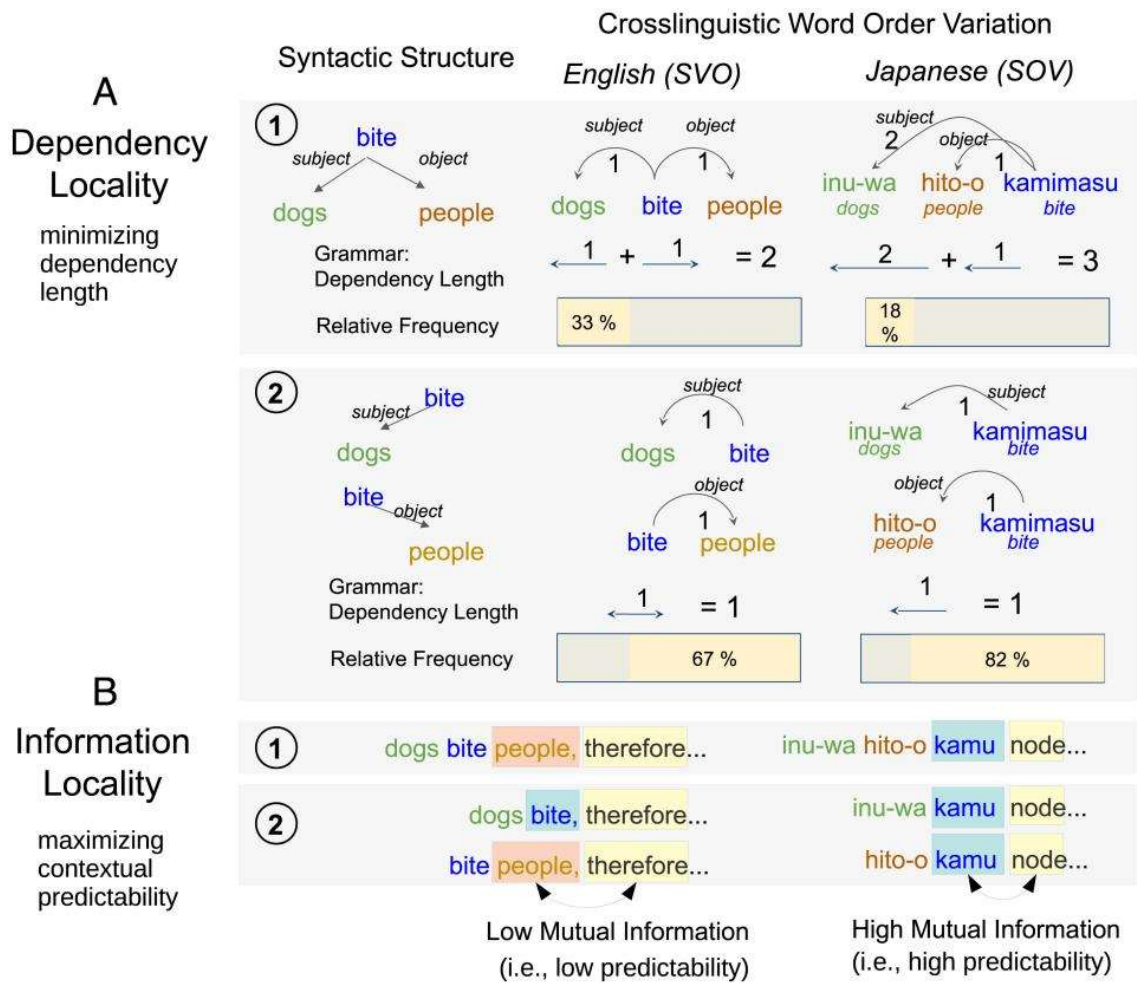 Crosslinguistic Word Order Variation
Syntactic Structure
English (SVO)
Japanese (SOV)
A
Dependency
Locality
minimizing
dependency
length
1
bite
subject
object
dogs
people
subject
object
1
1
dogs
bite
people
subject
2
object
1
inu-wa
hito-o
kamimasu
dogs
people
bite
Grammar:
Dependency Length
1 + 1 = 2
2 + 1 = 3
Relative Frequency
33 %
18
%
2
bite
subject
dogs
bite
object
people
subject
1
dogs
bite
object
1
bite
people
subject
1
inu-wa
kamimasu
dogs
bite
object
1
hito-o
kamimasu
people
bite
Grammar:
Dependency Length
1 = 1
1 = 1
Relative Frequency
67 %
82 %
B
Information
Locality
maximizing
contextual
predictability
1
dogs bite people, therefore...
inu-wa hito-o kamu node...
2
dogs bite, therefore...
inu-wa kamu node...
bite people, therefore...
hito-o kamu node...
Low Mutual Information
(i.e., low predictability)
High Mutual Information
(i.e., high predictability)